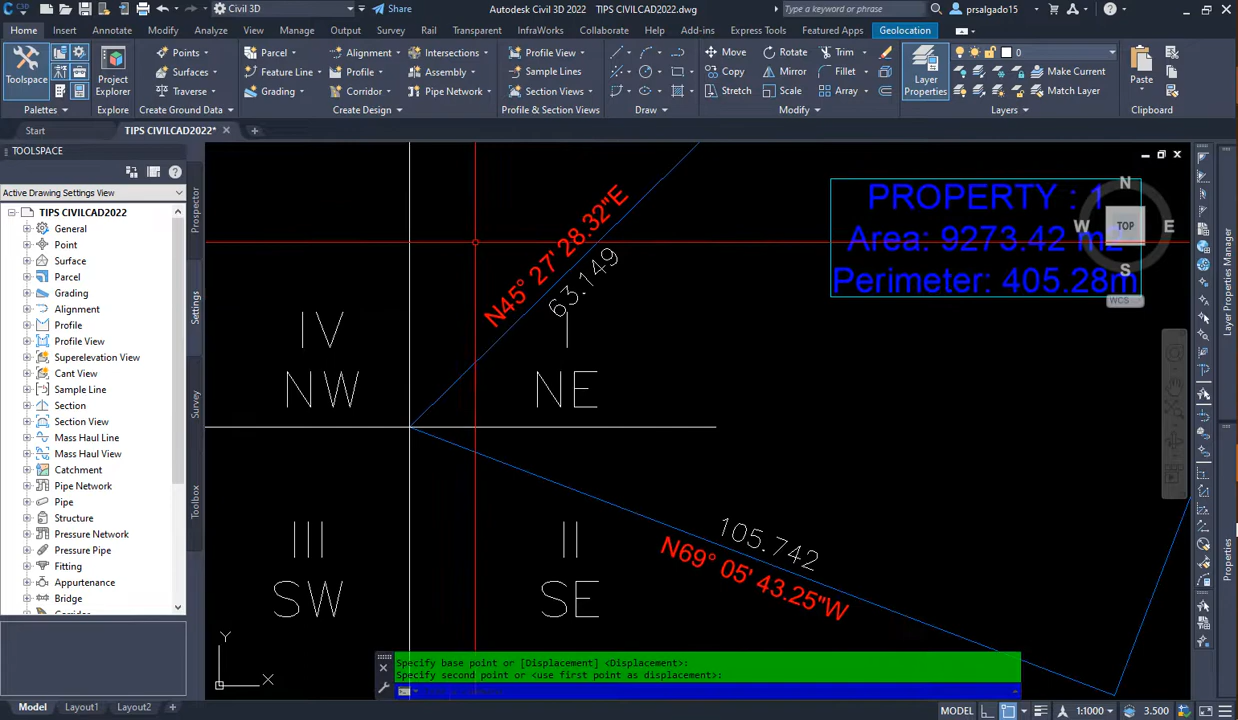 C3D
Civil 3D
Share
Autodesk Civil 3D 2022 TIPS CIVILCAD2022.dwg
Type a keyword or phrase
prsalgado15
Home Insert Annotate Modify Analyze View Manage Output Survey Rail Transparent InfraWorks Collaborate Help Add-ins Express Tools Featured Apps Geolocation
Toolspace
Project
Explorer
Points
Surfaces
Traverse
Parcel
Feature Line
Grading
Alignment
Profile
Corridor
Intersections
Assembly
Pipe Network
Profile View
Sample Lines
Section Views
Move
Copy
Stretch
Rotate
Mirror
Scale
Trim
Fillet
Array
Layer
Properties
0
Make Current
Match Layer
Paste
Palettes
Explore
Create Ground Data
Create Design
Profile & Section Views
Draw
Modify
Layers
Clipboard
Start
TIPS CIVILCAD2022*
TOOLSPACE
Active Drawing Settings View
TIPS CIVILCAD2022
General
Point
Surface
Parcel
Grading
Alignment
Profile
Profile View
Superelevation View
Cant View
Sample Line
Section
Section View
Mass Haul Line
Mass Haul View
Catchment
Pipe Network
Pipe
Structure
Pressure Network
Pressure Pipe
Fitting
Appurtenance
Bridge
Corridor
Prospector
Settings
Survey
Toolbox
N45° 27' 28.32"E
63.149
IV
NW
I
NE
III
SW
II
SE
105.742
N69° 05' 43.25"W
PROPERTY : 1
Area: 9273.42 m2
Perimeter: 405.28m
N
W
TOP
E
S
WCS
Layer Properties Manager
Properties
Y
X
Specify base point or [Displacement] <Displacement>:
Specify second point or <use first point as displacement>:
Model Layout1 Layout2
MODEL
1:1000
3.500